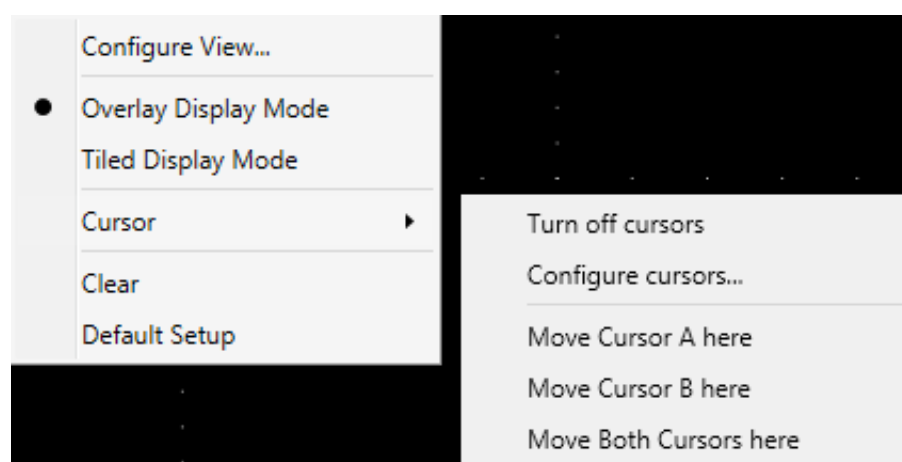 Configure View...
Overlay Display Mode
Tiled Display Mode
Cursor
Clear
Default Setup
Turn off cursors
Configure cursors...
Move Cursor A here
Move Cursor B here
Move Both Cursors here